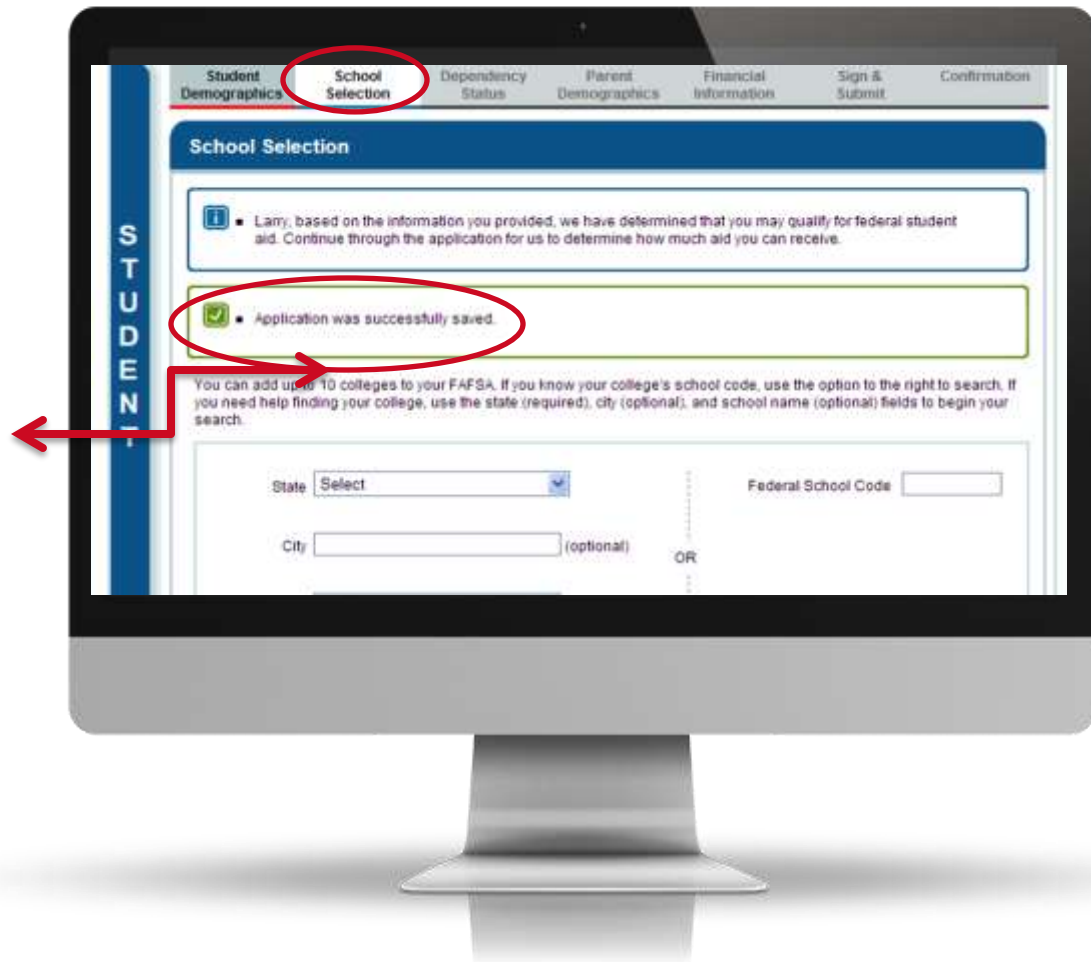 Student Demographics
School Selection
Dependency Status
Parent Demographics
Financial Information
Sign & Submit
Confirmation
School Selection
STUDENT
Larry, based on the information you provided, we have determined that you may qualify for federal student
aid. Continue through the application for us to determine how much aid you can receive.
Application was successfully saved.
You can add up to 10 colleges to your FAFSA. If you know your college's school code, use the option to the right to search. If
you need help finding your college, use the state (required), city (optional), and school name (optional) fields to begin your
search.
State Select
Federal School Code
City (optional)
OR